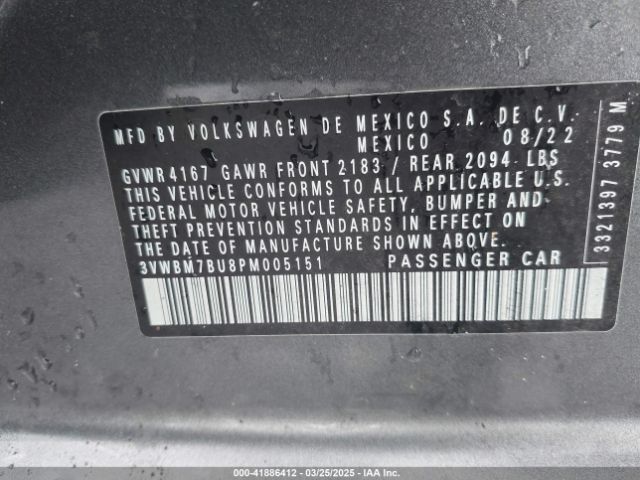 MFD BY VOLKSWAGEN DE MEXICO S.A. DE C.V.
MEXICO 08/22
GVWR 4167 GAWR FRONT 2183 / REAR 2094 LBS
THIS VEHICLE CONFORMS TO ALL APPLICABLE U.S.
FEDERAL MOTOR VEHICLE SAFETY, BUMPER AND
THEFT PREVENTION STANDARDS IN EFFECT ON
THE DATE OF MANUFACTURE SHOWN ABOVE.
3VWBM7BU8PM005151 PASSENGER CAR
3321397 3779 M
000-41886412 | 03/25/2025 | IAA Inc.